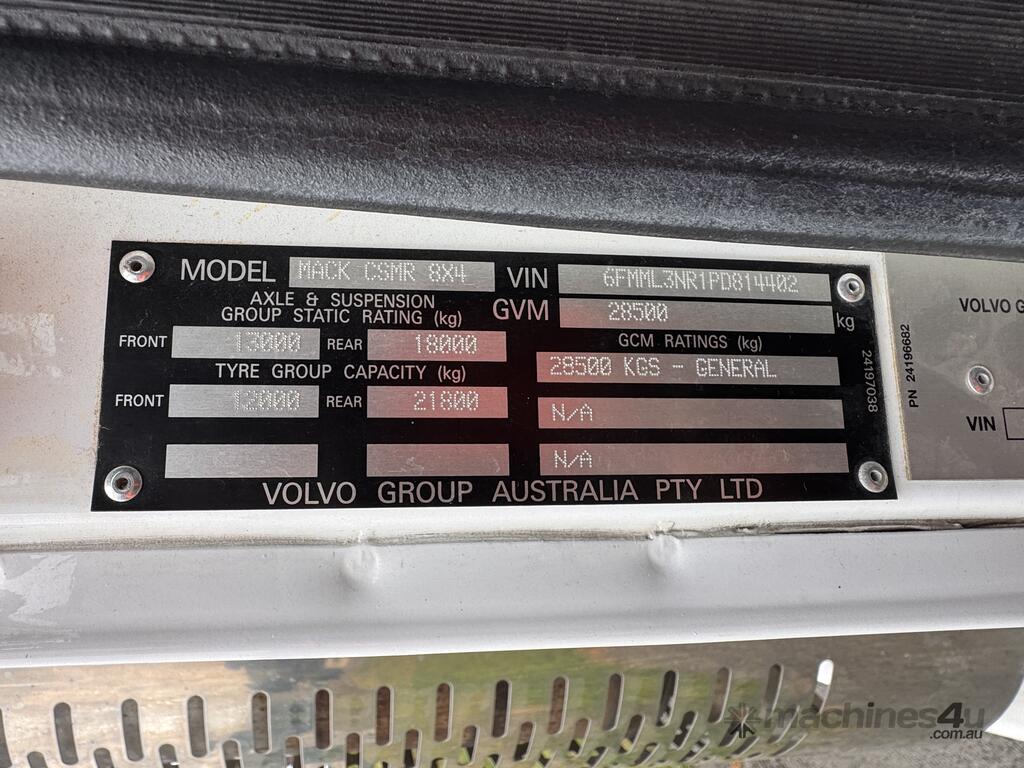 MODEL MACK CSMR 8X4 VIN 6FMML3NR1PD814402
AXLE & SUSPENSION
GROUP STATIC RATING (kg)
GVM 28500 kg
FRONT 13000 REAR 18000
GCM RATINGS (kg)
28500 KGS - GENERAL
TYRE GROUP CAPACITY (kg)
FRONT 12000 REAR 21800
N/A
N/A
VOLVO GROUP AUSTRALIA PTY LTD
24197038
PN 24196682
VOLVO G
VIN
machines4u
.com.au